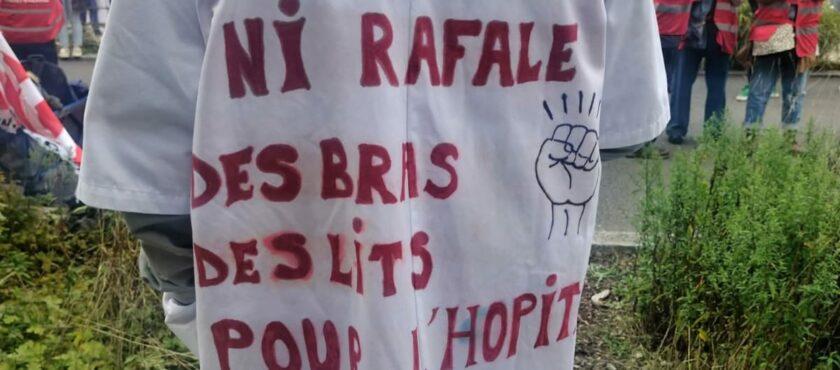 NI RAFALE
DES BRAS
DES LITS
POUR L'HOPIT